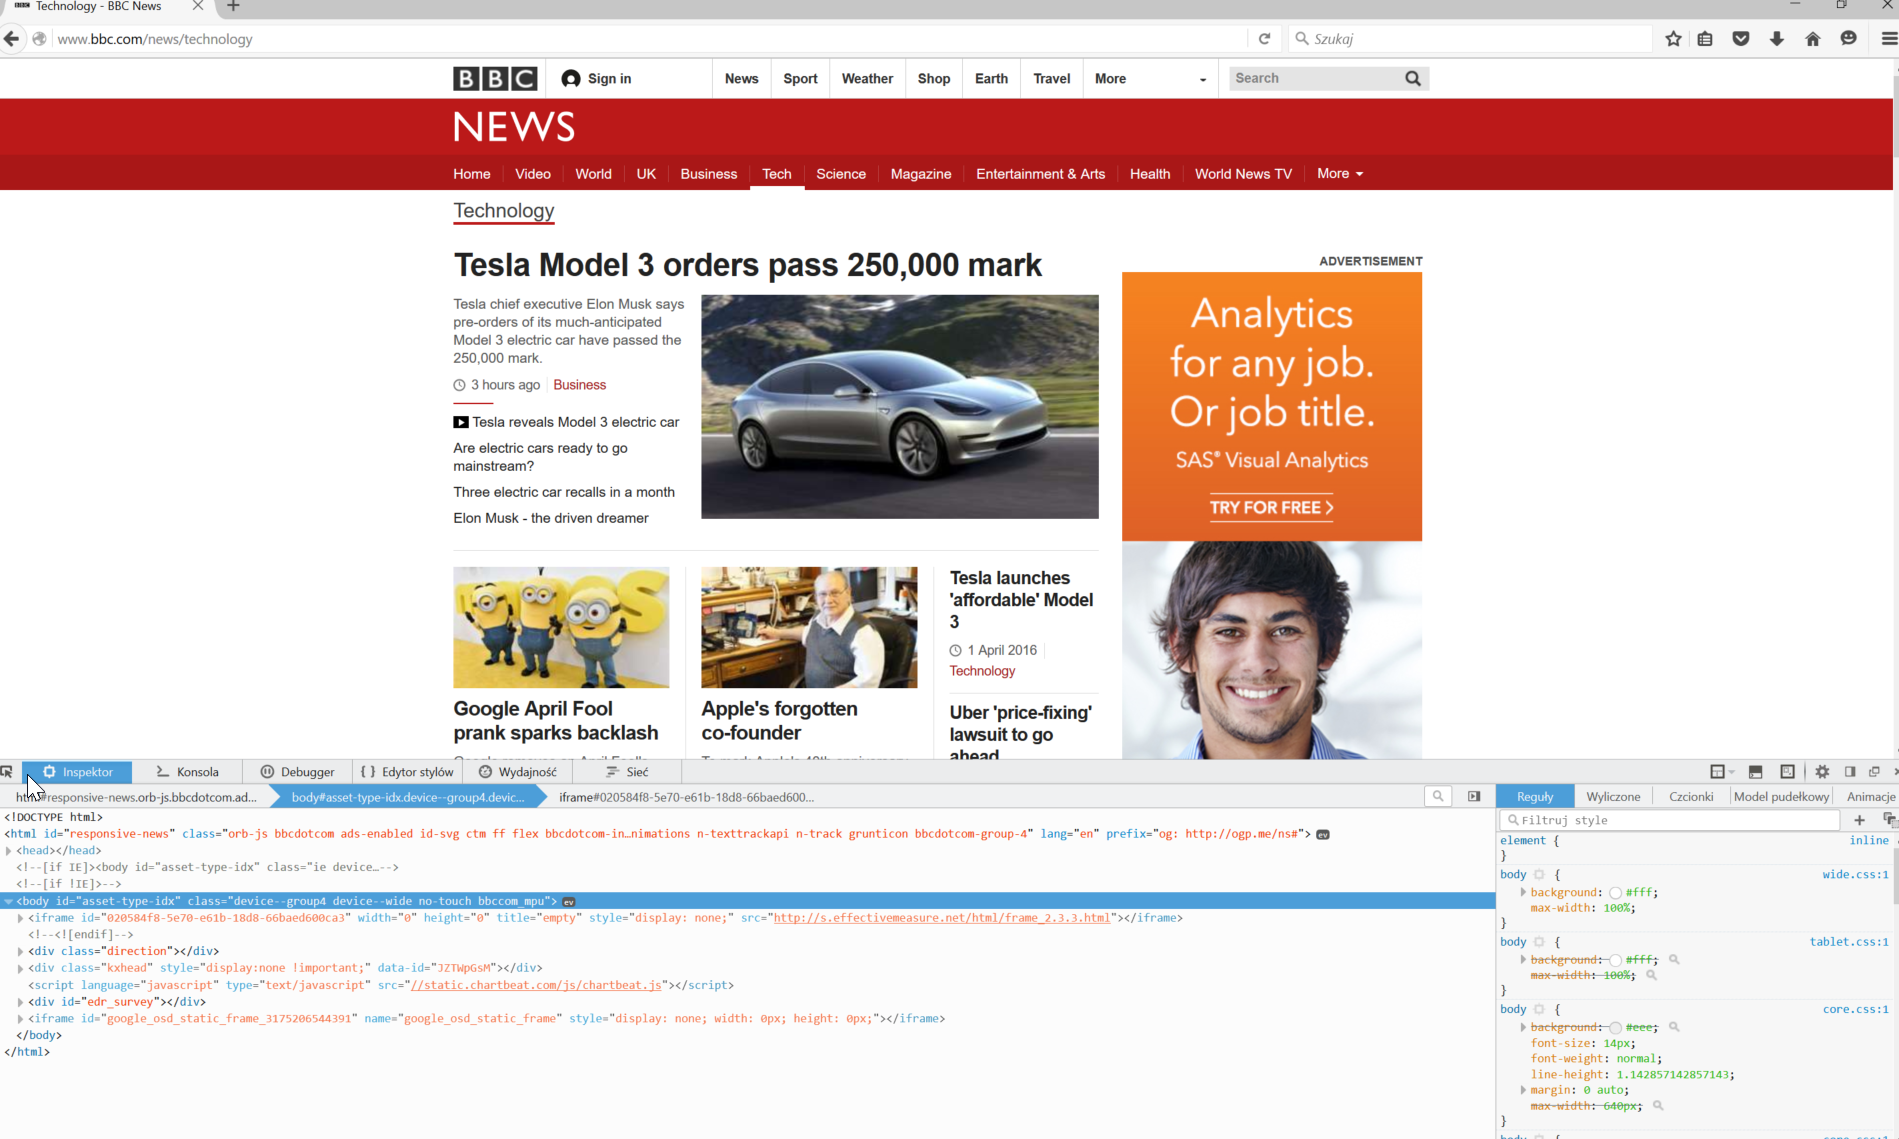 Technology - BBC News
www.bbc.com/news/technology
Szukaj
BBC
Sign in
News
Sport
Weather
Shop
Earth
Travel
More
Search
NEWS
Home
Video
World
UK
Business
Tech
Science
Magazine
Entertainment & Arts
Health
World News TV
More
Technology
Tesla Model 3 orders pass 250,000 mark
Tesla chief executive Elon Musk says
pre-orders of its much-anticipated
Model 3 electric car have passed the
250,000 mark.
3 hours ago
Business
Tesla reveals Model 3 electric car
Are electric cars ready to go
mainstream?
Three electric car recalls in a month
Elon Musk - the driven dreamer
ADVERTISEMENT
Analytics
for any job.
Or job title.
SAS® Visual Analytics
TRY FOR FREE >
Google April Fool
prank sparks backlash
Apple's forgotten
co-founder
Tesla launches
'affordable' Model
3
1 April 2016
Technology
Uber 'price-fixing'
lawsuit to go
ahead
Inspektor
Konsola
Debugger
Edytor stylów
Wydajność
Sieć
#responsive-news.orb-js.bbcdotcom.ad...
body#asset-type-idx.device--group4.devic...
iframe#020584f8-5e70-e61b-18d8-66baed600...
<!DOCTYPE html>
<html id="responsive-news" class="orb-js bbcdotcom ads-enabled id-svg ctm ff flex bbcdotcom-in…nimations n-texttrackapi n-track grunticon bbcdotcom-group-4" lang="en" prefix="og: http://ogp.me/ns#"> ev
<head></head>
<!--[if IE]><body id="asset-type-idx" class="ie device…-->
<!--[if !IE]>-->
<body id="asset-type-idx" class="device--group4 device--wide no-touch bbccom_mpu"> ev
<iframe id="020584f8-5e70-e61b-18d8-66baed600ca3" width="0" height="0" title="empty" style="display: none;" src="http://s.effectivemeasure.net/html/frame_2.3.3.html"></iframe>
<!--<![endif]-->
<div class="direction"></div>
<div class="kxhead" style="display:none !important;" data-id="JZTWpGsM"></div>
<script language="javascript" type="text/javascript" src="//static.chartbeat.com/js/chartbeat.js"></script>
<div id="edr_survey"></div>
<iframe id="google_osd_static_frame_3175206544391" name="google_osd_static_frame" style="display: none; width: 0px; height: 0px;"></iframe>
</body>
</html>
Reguły
Wyliczone
Czcionki
Model pudełkowy
Animacje
Filtruj style
element {
inline
}
body {
wide.css:1
background: #fff;
max-width: 100%;
}
body {
tablet.css:1
background: #fff;
max-width: 100%;
}
body {
core.css:1
background: #eee;
font-size: 14px;
font-weight: normal;
line-height: 1.142857142857143;
margin: 0 auto;
max-width: 640px;
}